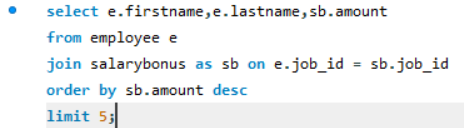 select e.firstname,e.lastname,sb.amount
from employee e
join salarybonus as sb on e.job_id = sb.job_id
order by sb.amount desc
limit 5;